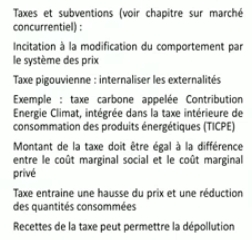 Taxes et subventions (voir chapitre sur marché
concurrentiel) :
Incitation à la modification du comportement par
le système des prix
Taxe pigouvienne : internaliser les externalités
Exemple : taxe carbone appelée Contribution
Energie Climat, intégrée dans la taxe intérieure de
consommation des produits énergétiques (TICPE)
Montant de la taxe doit être égal à la différence
entre le coût marginal social et le coût marginal
privé
Taxe entraine une hausse du prix et une réduction
des quantités consommées
Recettes de la taxe peut permettre la dépollution